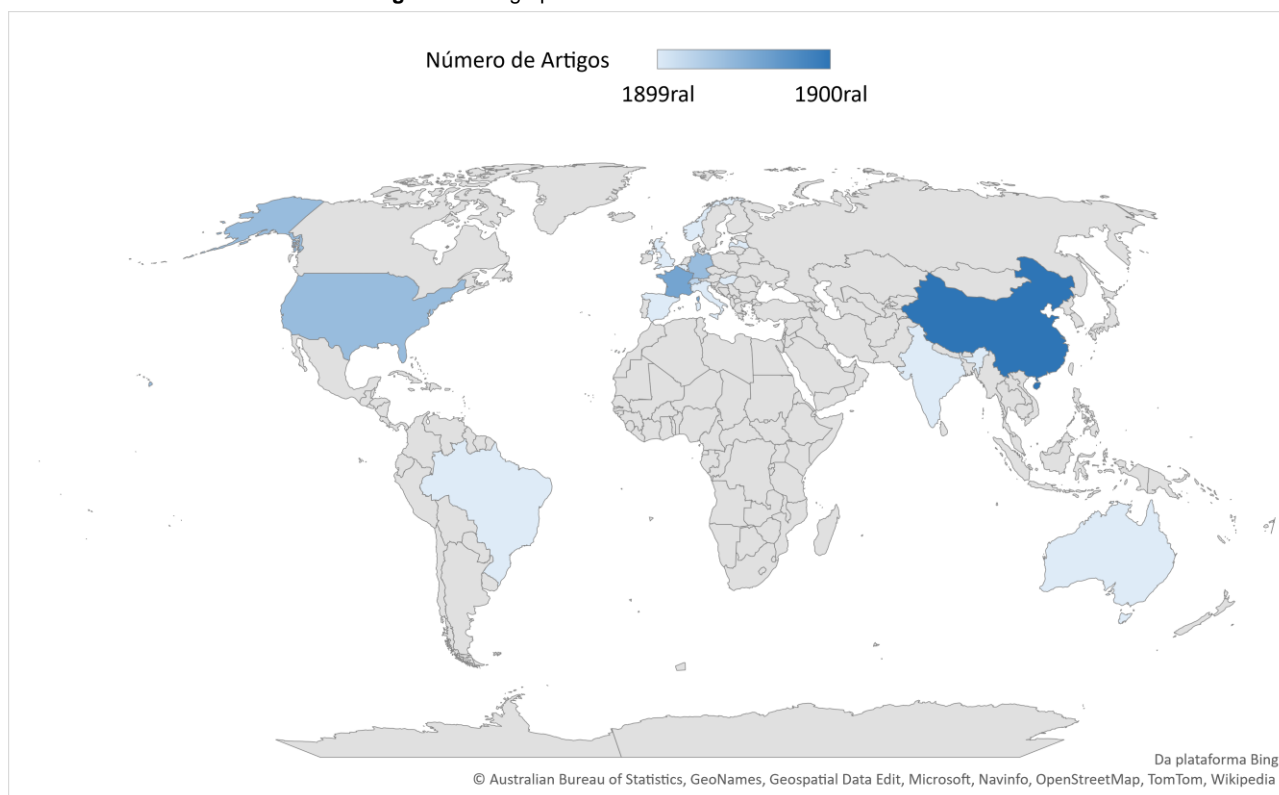 Número de Artigos
1899ral 1900ral
Da plataforma Bing
© Australian Bureau of Statistics, GeoNames, Geospatial Data Edit, Microsoft, Navinfo, OpenStreetMap, TomTom, Wikipedia